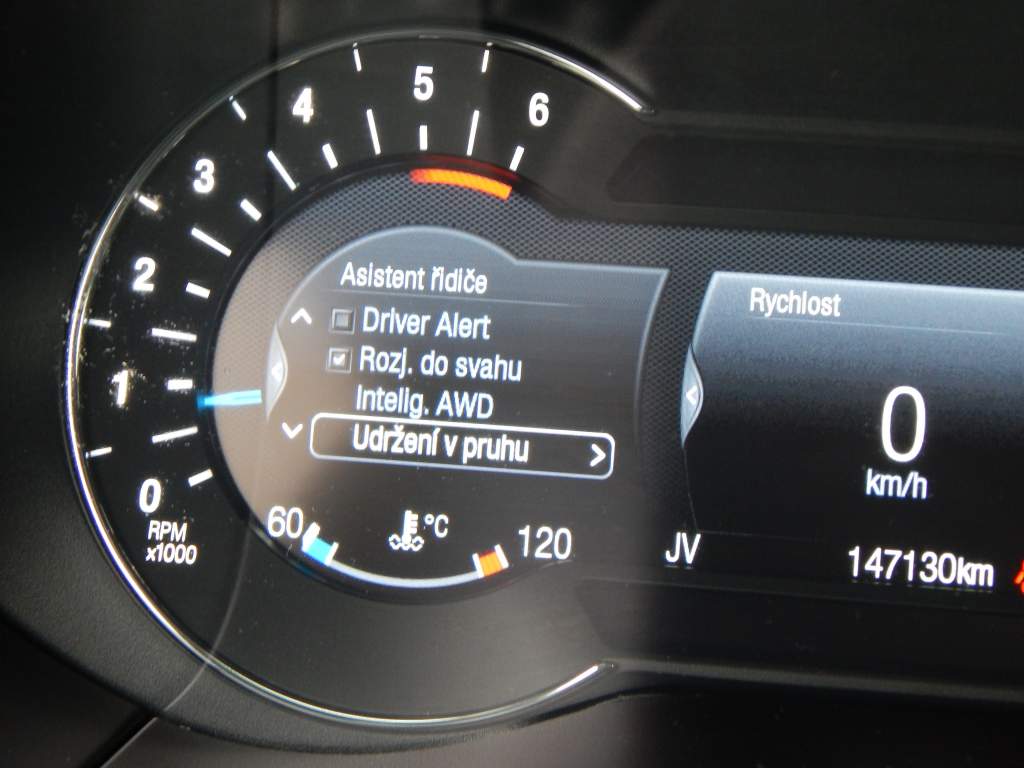 6
5
4
3
2
1
0
RPM
x1000
Asistent řidiče
Driver Alert
Rozj. do svahu
Intelig. AWD
Udržení v pruhu
60
°C
120
Rychlost
0
km/h
JV
147130km